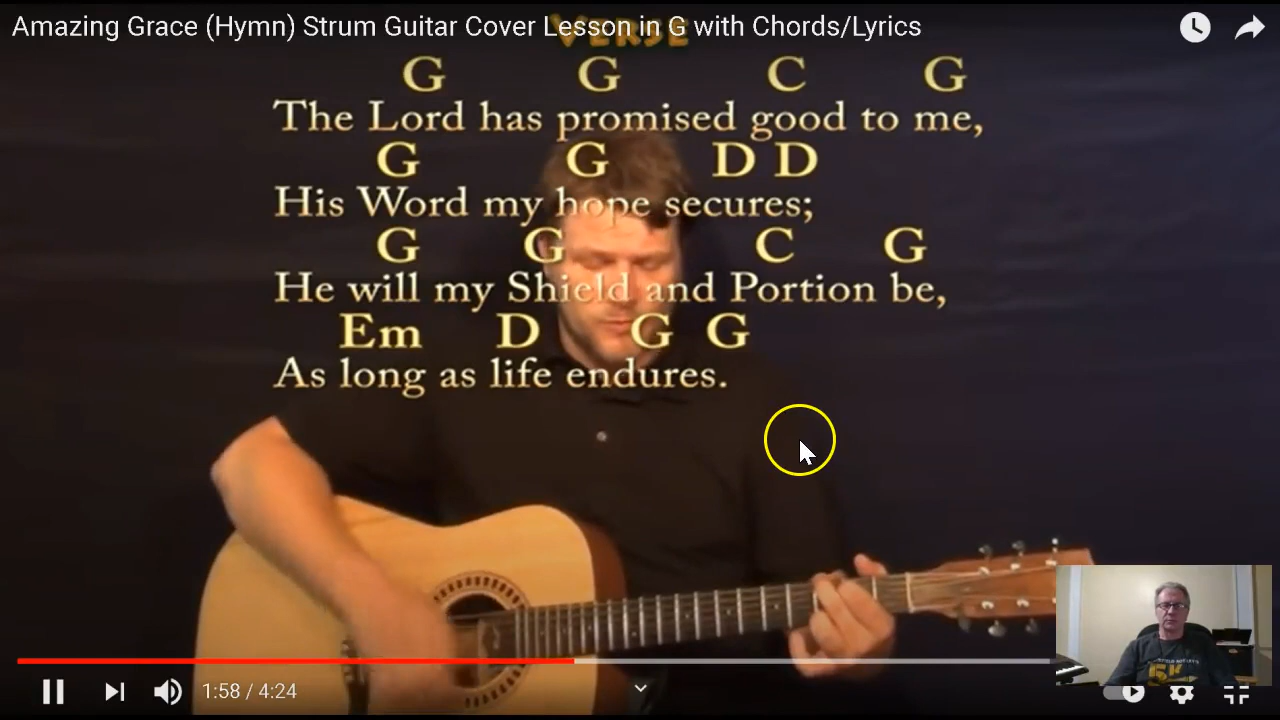 Amazing Grace (Hymn) Strum Guitar Cover Lesson in G with Chords/Lyrics
VERSE
G G C G
The Lord has promised good to me,
G G D D
His Word my hope secures;
G G C G
He will my Shield and Portion be,
Em D G G
As long as life endures.
1:58 / 4:24
5K